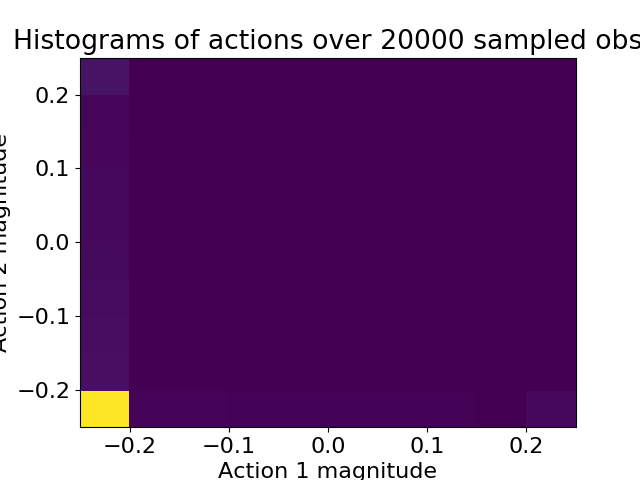 Histograms of actions over 20000 sampled obs
Action 2 magnitude
0.2
0.1
0.0
−0.1
−0.2
−0.2 −0.1 0.0 0.1 0.2
Action 1 magnitude